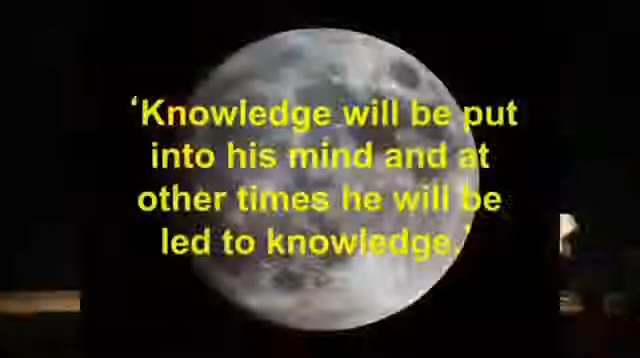 ‘Knowledge will be put
into his mind and at
other times he will be
led to knowledge.’